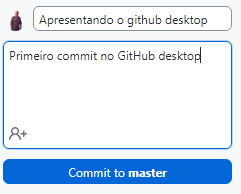 Apresentando o github desktop
Primeiro commit no GitHub desktop
Commit to master